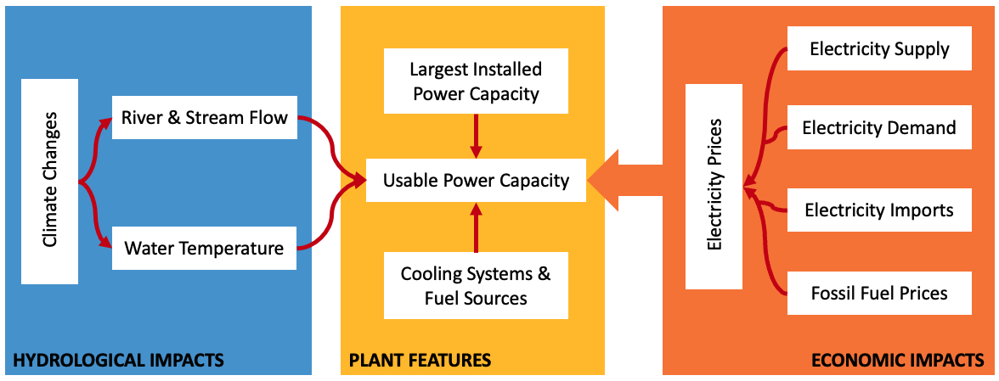 Climate Changes
River & Stream Flow
Water Temperature
HYDROLOGICAL IMPACTS
Largest Installed
Power Capacity
Usable Power Capacity
Cooling Systems &
Fuel Sources
PLANT FEATURES
Electricity Prices
Electricity Supply
Electricity Demand
Electricity Imports
Fossil Fuel Prices
ECONOMIC IMPACTS